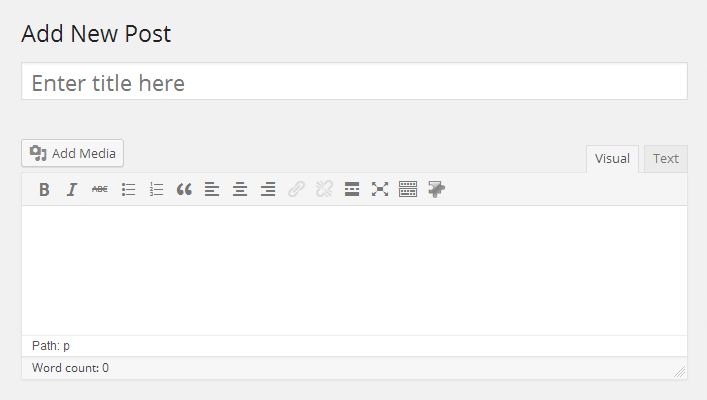 Add New Post
Enter title here
Add Media
Visual Text
B I ABC
Path: p
Word count: 0